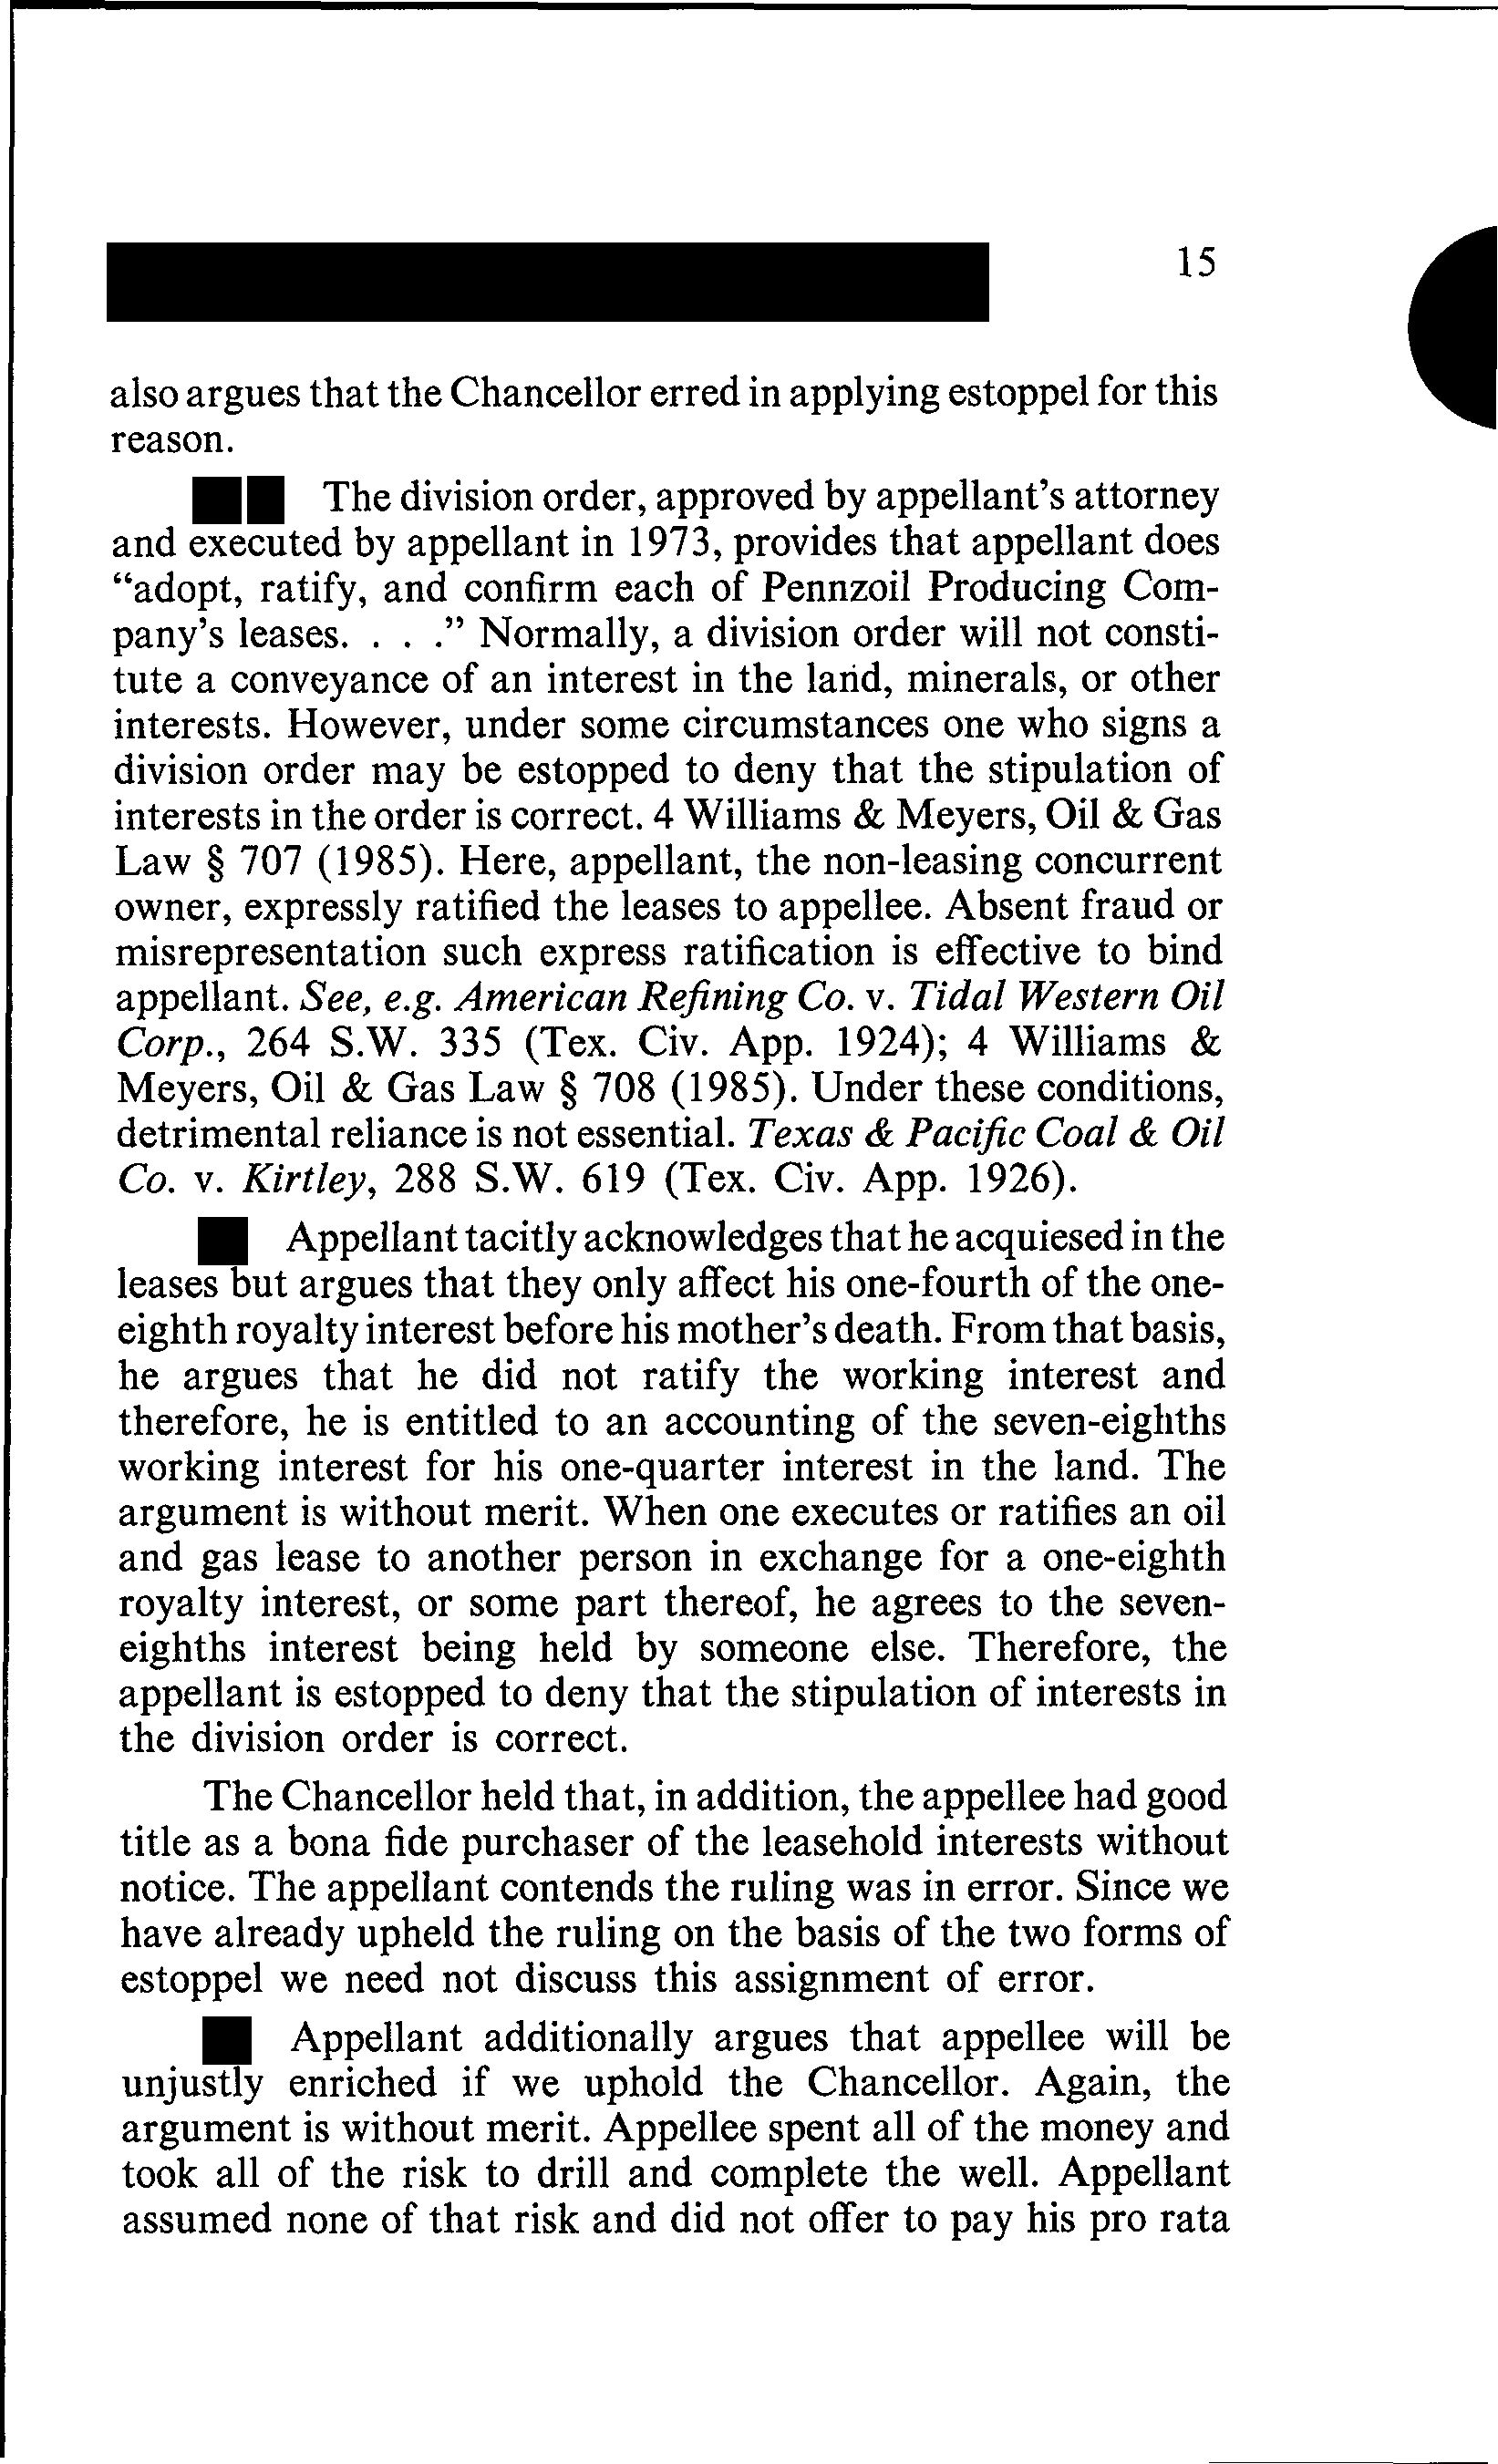 15
also argues that the Chancellor erred in applying estoppel for this
reason.
The division order, approved by appellant's attorney
and executed by appellant in 1973, provides that appellant does
“adopt, ratify, and confirm each of Pennzoil Producing Com-
pany's leases. . . .” Normally, a division order will not consti-
tute a conveyance of an interest in the land, minerals, or other
interests. However, under some circumstances one who signs a
division order may be estopped to deny that the stipulation of
interests in the order is correct. 4 Williams & Meyers, Oil & Gas
Law § 707 (1985). Here, appellant, the non-leasing concurrent
owner, expressly ratified the leases to appellee. Absent fraud or
misrepresentation such express ratification is effective to bind
appellant. See, e.g. American Refining Co. v. Tidal Western Oil
Corp., 264 S.W. 335 (Tex. Civ. App. 1924); 4 Williams &
Meyers, Oil & Gas Law § 708 (1985). Under these conditions,
detrimental reliance is not essential. Texas & Pacific Coal & Oil
Co. v. Kirtley, 288 S.W. 619 (Tex. Civ. App. 1926).
Appellant tacitly acknowledges that he acquiesed in the
leases but argues that they only affect his one-fourth of the one-
eighth royalty interest before his mother's death. From that basis,
he argues that he did not ratify the working interest and
therefore, he is entitled to an accounting of the seven-eighths
working interest for his one-quarter interest in the land. The
argument is without merit. When one executes or ratifies an oil
and gas lease to another person in exchange for a one-eighth
royalty interest, or some part thereof, he agrees to the seven-
eighths interest being held by someone else. Therefore, the
appellant is estopped to deny that the stipulation of interests in
the division order is correct.
The Chancellor held that, in addition, the appellee had good
title as a bona fide purchaser of the leasehold interests without
notice. The appellant contends the ruling was in error. Since we
have already upheld the ruling on the basis of the two forms of
estoppel we need not discuss this assignment of error.
Appellant additionally argues that appellee will be
unjustly enriched if we uphold the Chancellor. Again, the
argument is without merit. Appellee spent all of the money and
took all of the risk to drill and complete the well. Appellant
assumed none of that risk and did not offer to pay his pro rata